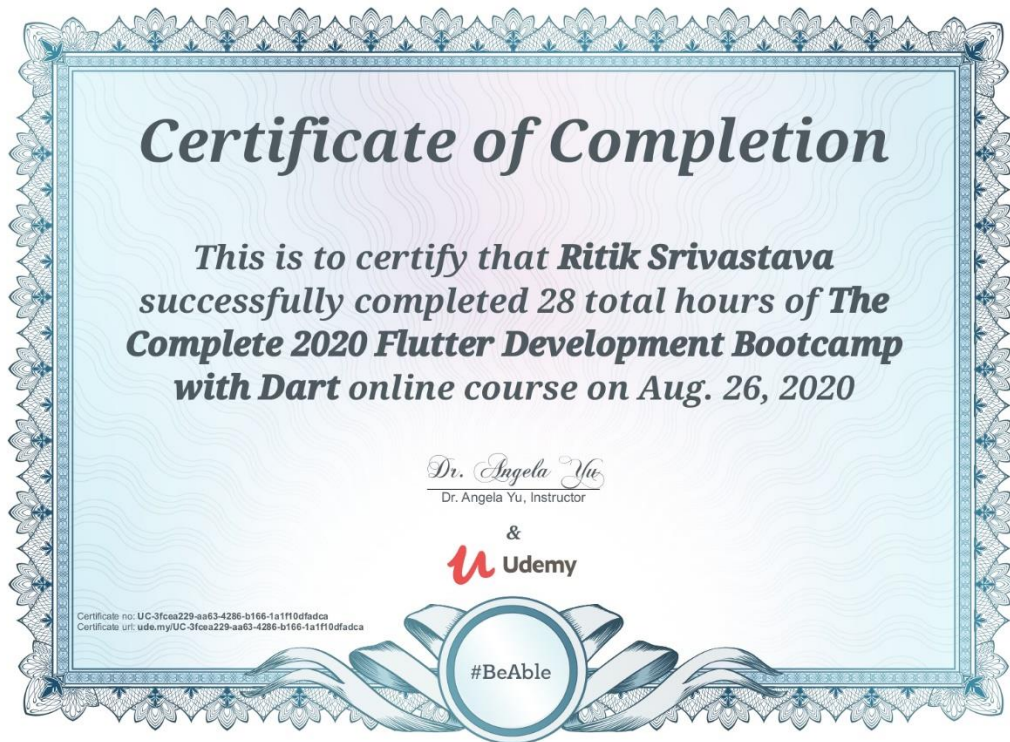 Certificate of Completion
This is to certify that Ritik Srivastava
successfully completed 28 total hours of The
Complete 2020 Flutter Development Bootcamp
with Dart online course on Aug. 26, 2020
Dr. Angela Yu
Dr. Angela Yu, Instructor
&
Udemy
Certificate no: UC-3fcea229-aa63-4286-b166-1a1f10dfadca
Certificate url: ude.my/UC-3fcea229-aa63-4286-b166-1a1f10dfadca
#BeAble